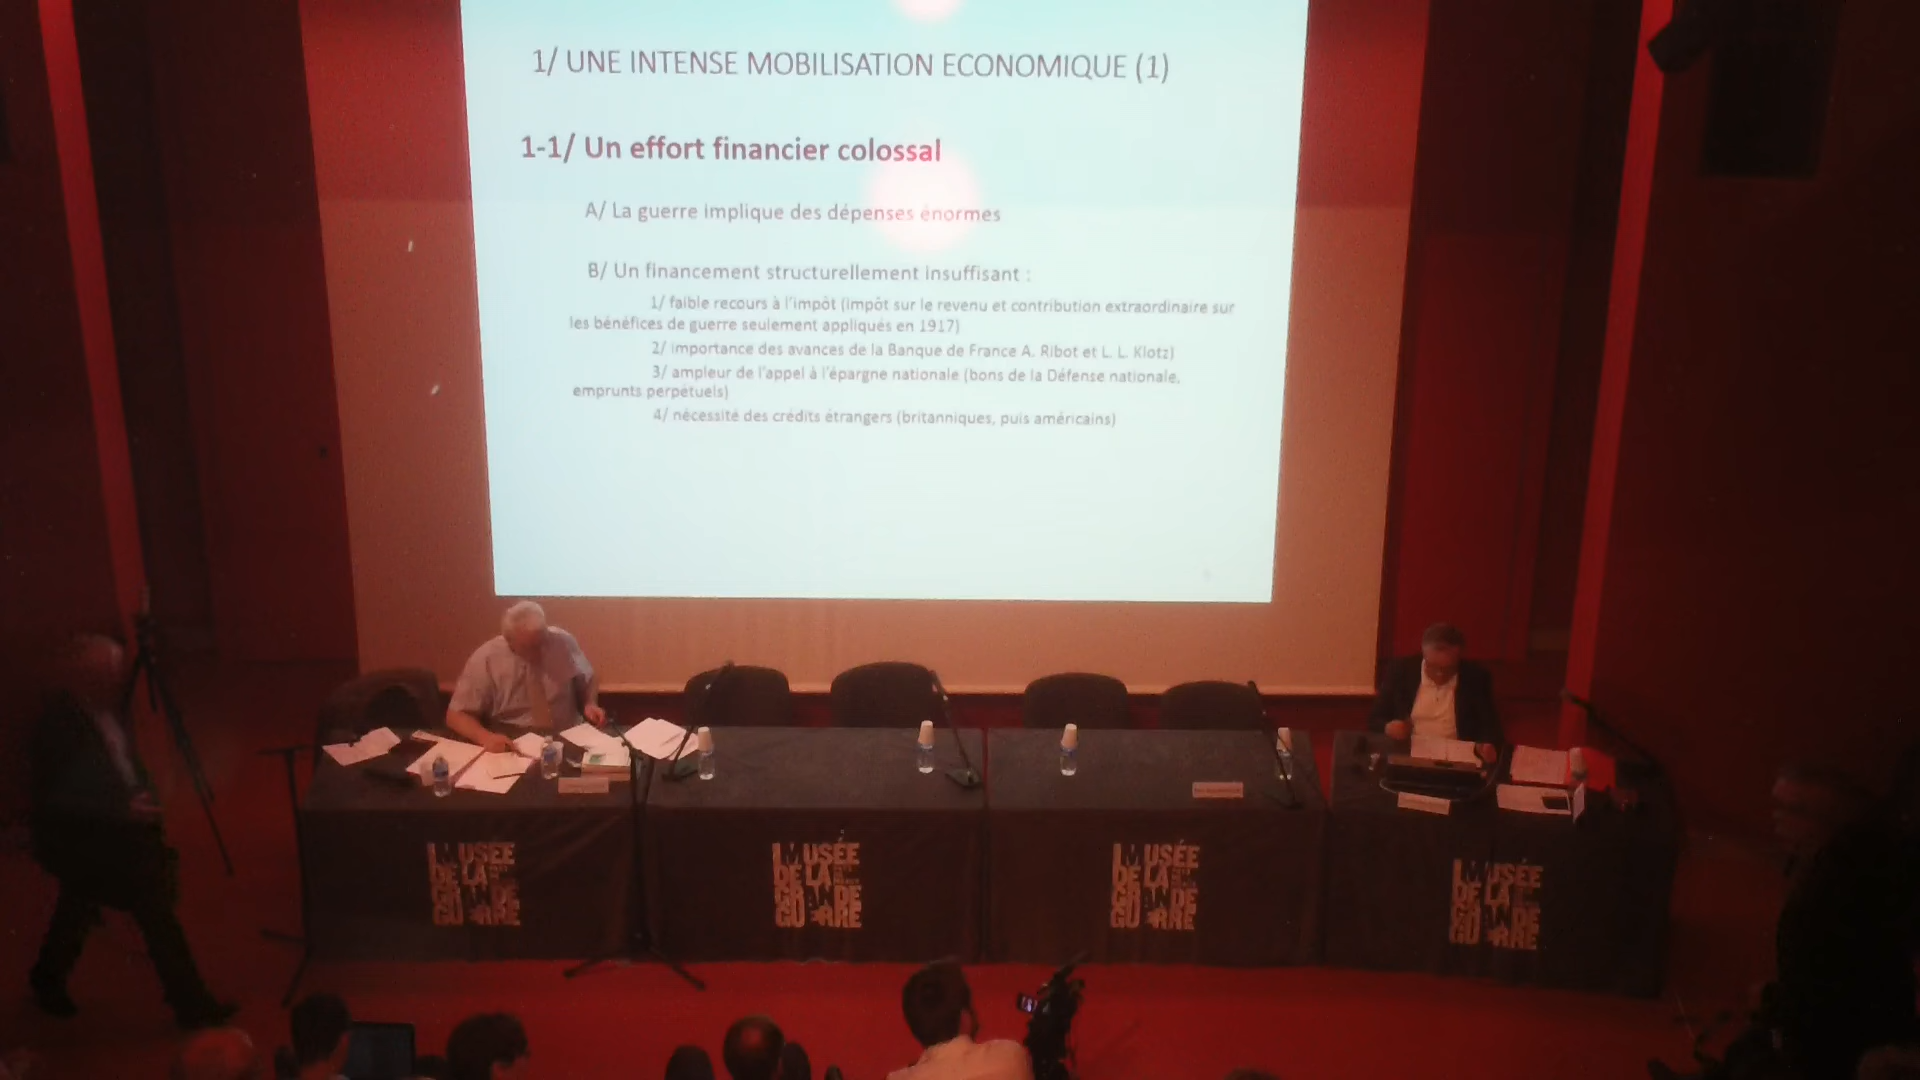 1/ UNE INTENSE MOBILISATION ECONOMIQUE (1)
1-1/ Un effort financier colossal
A/ La guerre implique des dépenses énormes
B/ Un financement structurellement insuffisant :
1/ faible recours à l'impôt (impôt sur le revenu et contribution extraordinaire sur
les bénéfices de guerre seulement appliqués en 1917)
2/ importance des avances de la Banque de France A. Ribot et L. L. Klotz)
3/ ampleur de l'appel à l'épargne nationale (bons de la Défense nationale,
emprunts perpétuels)
4/ nécessité des crédits étrangers (britanniques, puis américains)
MUSÉE
DE LA
GRANDE
GUERRE
MUSÉE
DE LA
GRANDE
GUERRE
MUSÉE
DE LA
GRANDE
GUERRE
MUSÉE
DE LA
GRANDE
GUERRE